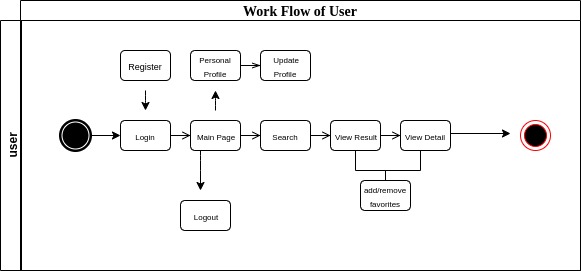 Work Flow of User
user
Register
Personal
Profile
Update
Profile
Login
Main Page
Search
View Result
View Detail
add/remove
favorites
Logout